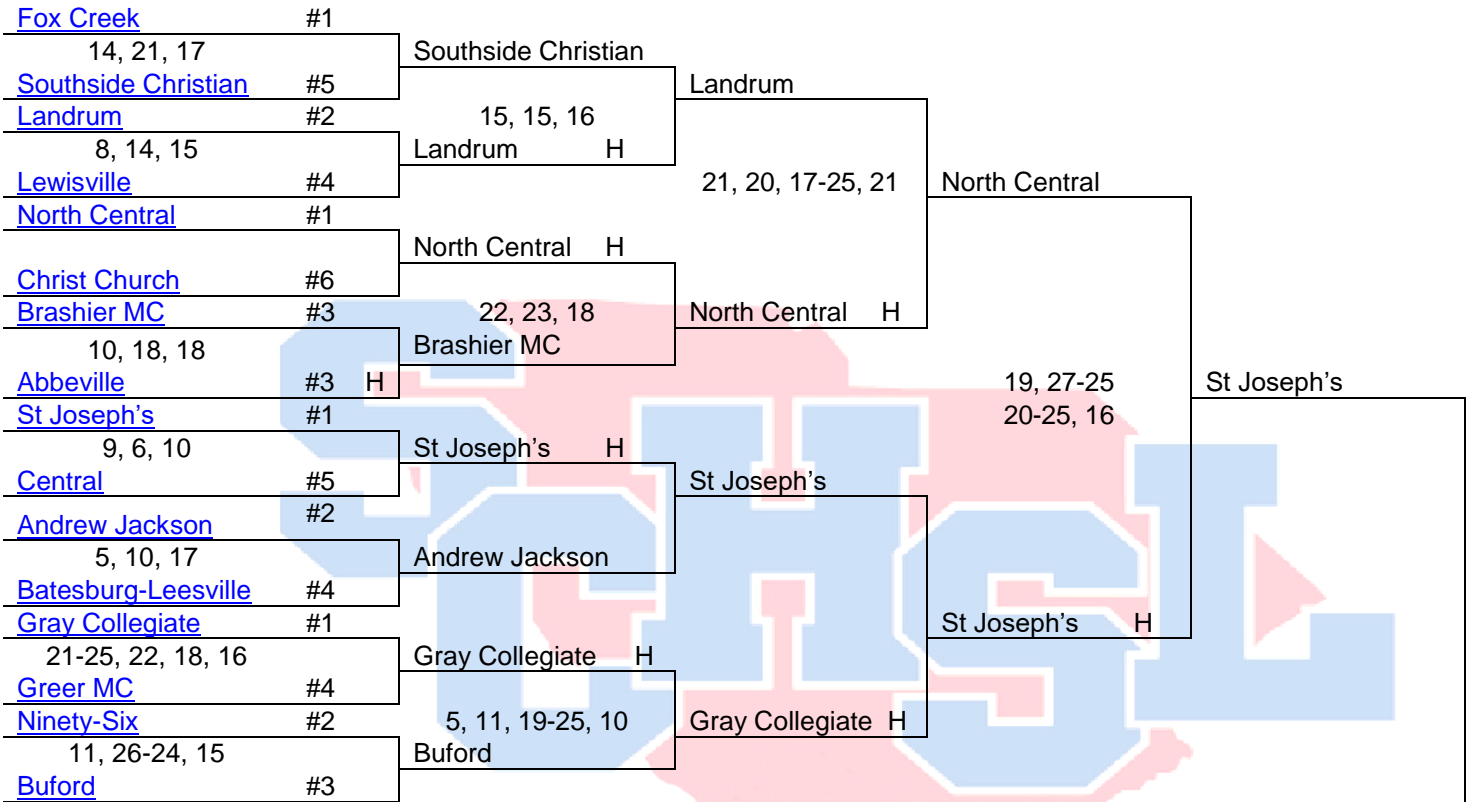 Fox Creek #1
14, 21, 17 Southside Christian
Southside Christian #5 Landrum
Landrum #2 15, 15, 16
8, 14, 15 Landrum H
Lewisville #4 21, 20, 17-25, 21 North Central
North Central #1
North Central H
Christ Church #6
Brashier MC #3 22, 23, 18 North Central H
10, 18, 18 Brashier MC
Abbeville #3 H 19, 27-25 St Joseph’s
St Joseph’s #1 20-25, 16
9, 6, 10 St Joseph’s H
Central #5 St Joseph’s
Andrew Jackson #2
5, 10, 17 Andrew Jackson
Batesburg-Leesville #4
Gray Collegiate #1 St Joseph’s H
21-25, 22, 18, 16 Gray Collegiate H
Greer MC #4
Ninety-Six #2 5, 11, 19-25, 10 Gray Collegiate H
11, 26-24, 15 Buford
Buford #3
SCHSL